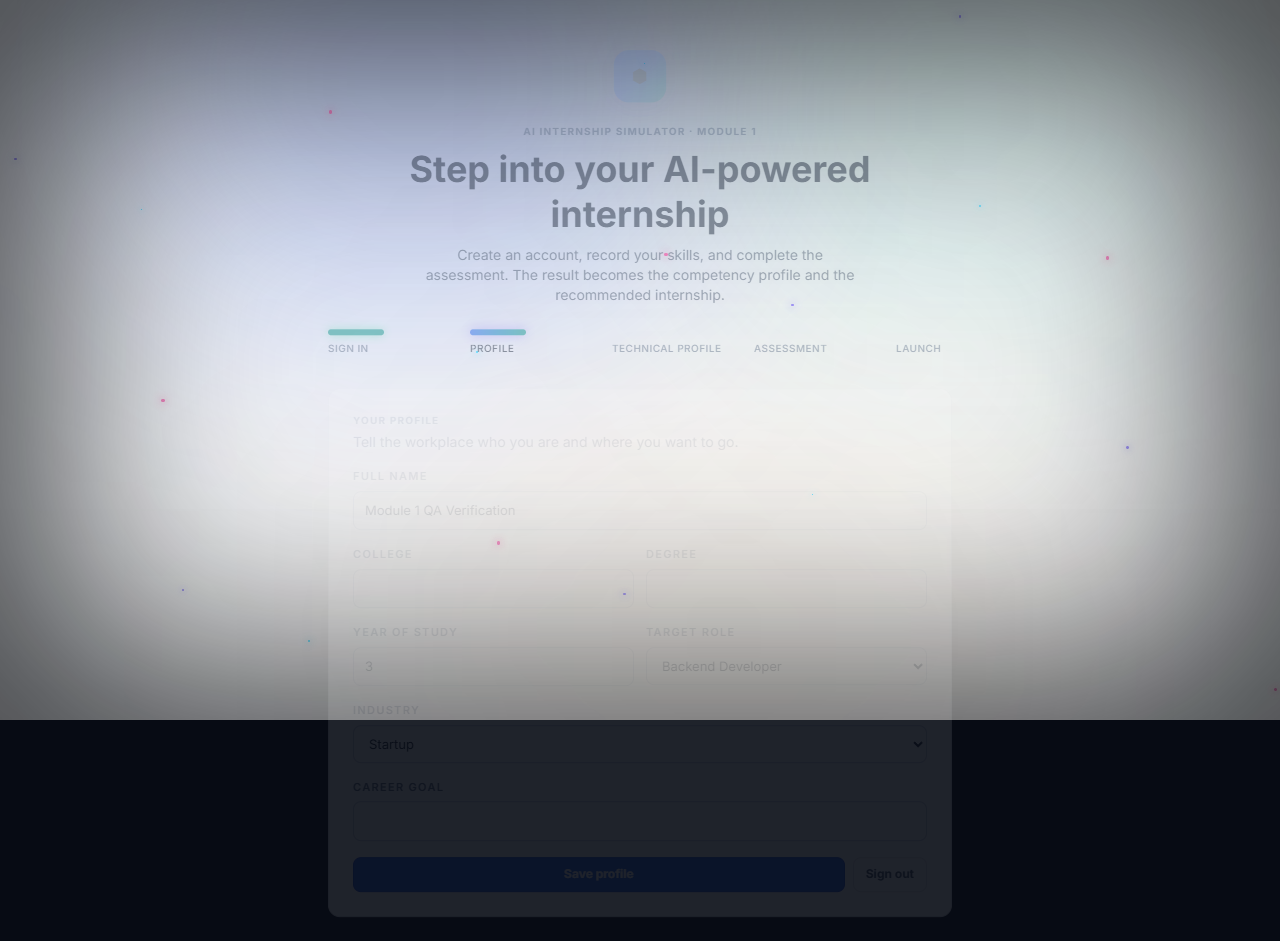 AI INTERNSHIP SIMULATOR · MODULE 1
Step into your AI-powered
internship
Create an account, record your skills, and complete the
assessment. The result becomes the competency profile and the
recommended internship.
SIGN IN
PROFILE
TECHNICAL PROFILE
ASSESSMENT
LAUNCH
YOUR PROFILE
Tell the workplace who you are and where you want to go.
FULL NAME
Module 1 QA Verification
COLLEGE
DEGREE
YEAR OF STUDY
TARGET ROLE
3
Backend Developer
INDUSTRY
Startup
CAREER GOAL
Save profile
Sign out